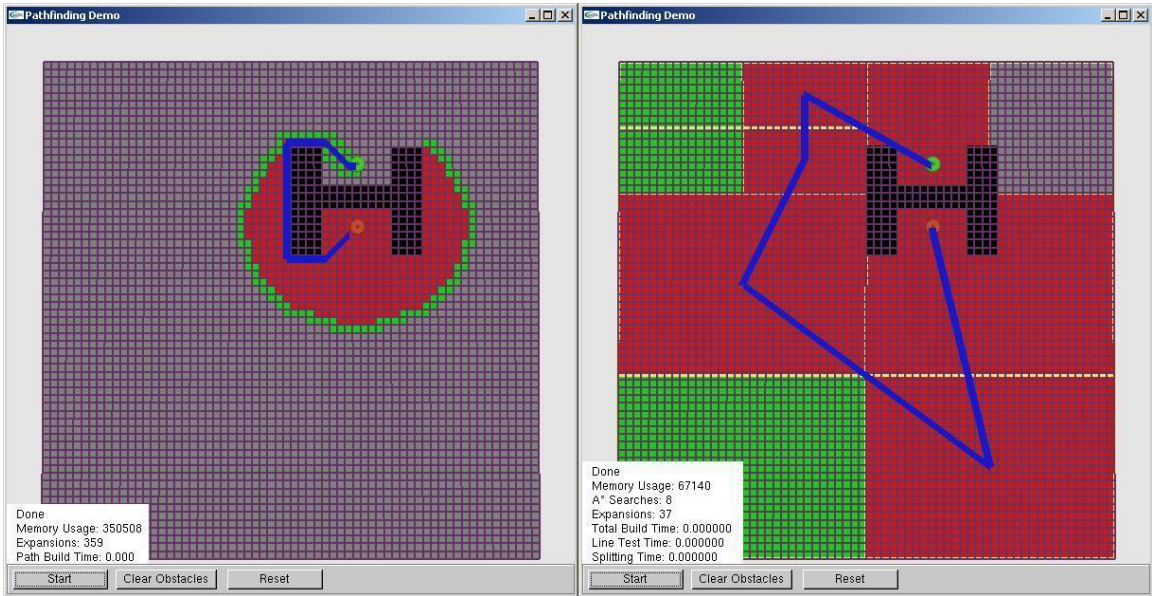 Pathfinding Demo
Done
Memory Usage: 350508
Expansions: 359
Path Build Time: 0.000
Start
Clear Obstacles
Reset
Pathfinding Demo
Done
Memory Usage: 67140
A* Searches: 8
Expansions: 37
Total Build Time: 0.000000
Line Test Time: 0.000000
Splitting Time: 0.000000
Start
Clear Obstacles
Reset